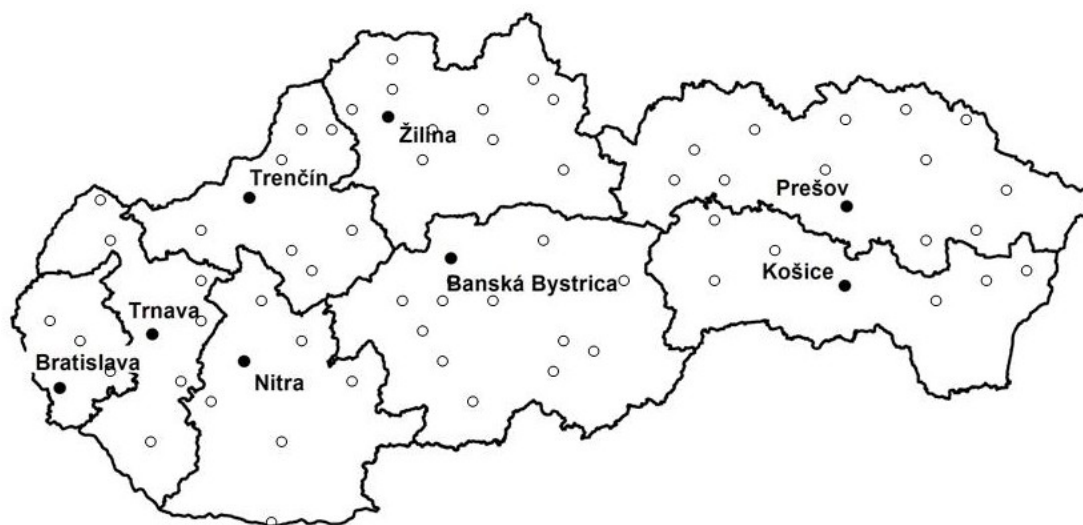 Žilina
Trenčín
Prešov
Košice
Banská Bystrica
Trnava
Bratislava
Nitra